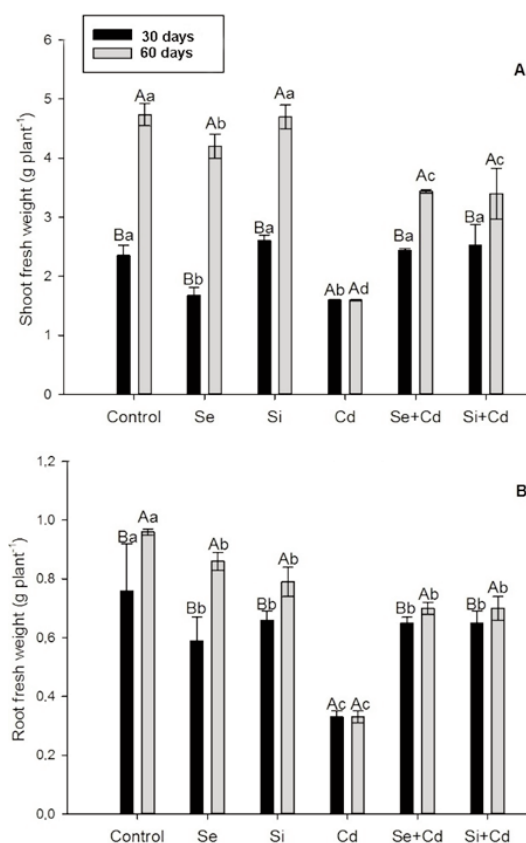 30 days
60 days
A
Shoot fresh weight (g plant⁻¹)
6
5
4
3
2
1
0
Ba
Aa
Bb
Ab
Ba
Aa
Ab
Ad
Ba
Ac
Ba
Ac
Control
Se
Si
Cd
Se+Cd
Si+Cd
B
Root fresh weight (g plant⁻¹)
1,2
1.0
0.8
0,6
0,4
0,2
0,0
Ba
Aa
Bb
Ab
Bb
Ab
Ac
Ac
Bb
Ab
Bb
Ab
Control
Se
Si
Cd
Se+Cd
Si+Cd